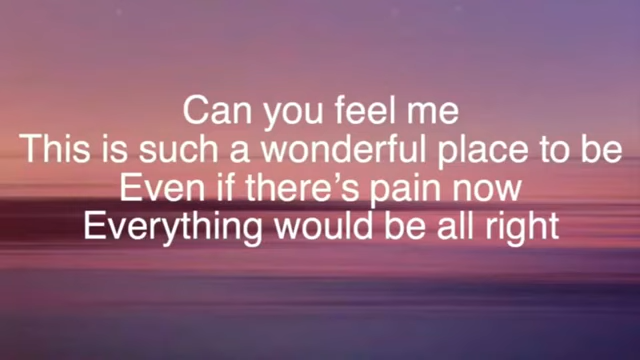 Can you feel me
This is such a wonderful place to be
Even if there’s pain now
Everything would be all right